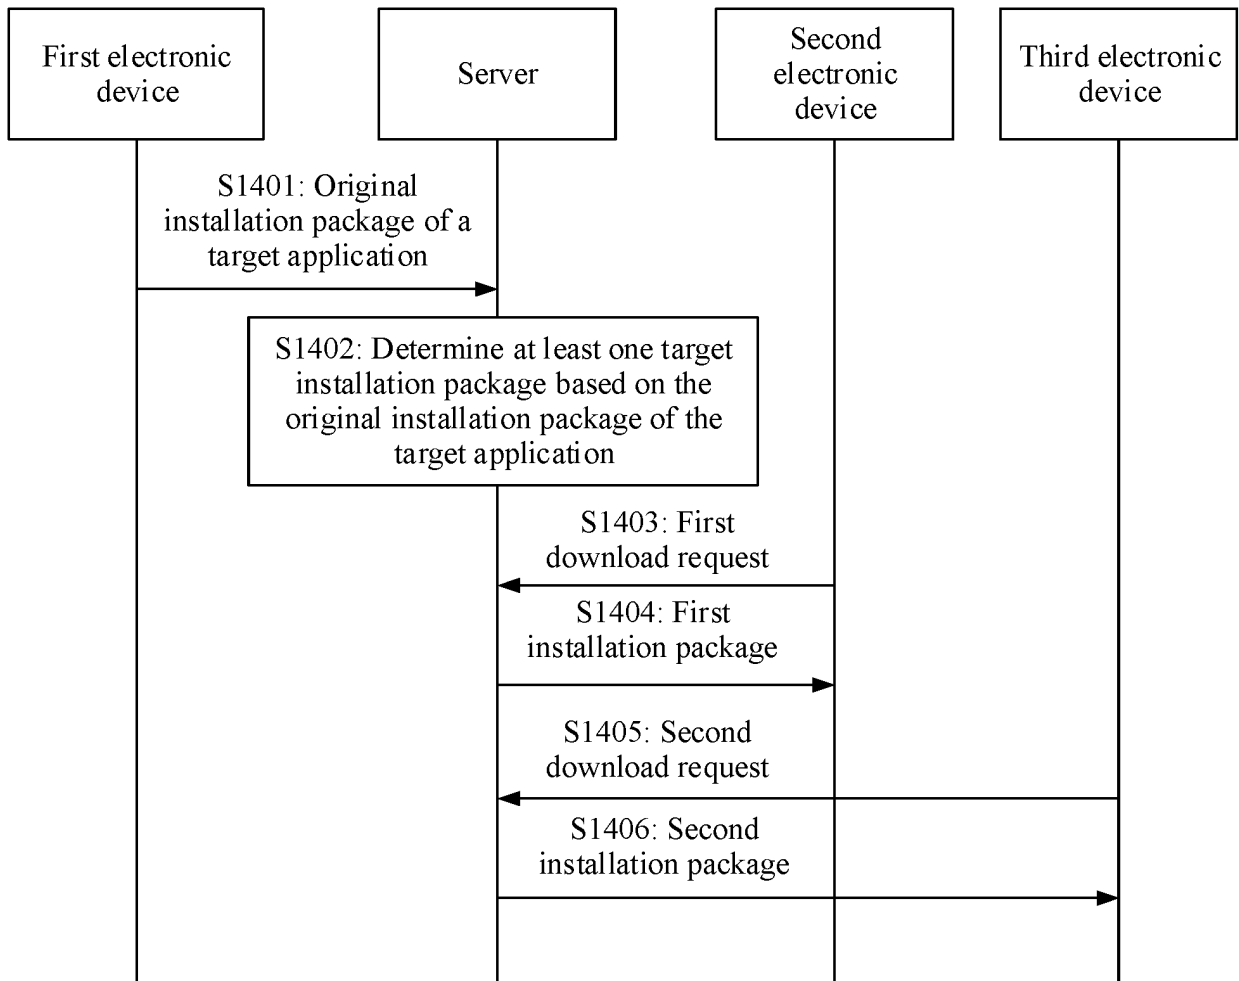 First electronic
device
Server
Second
electronic
device
Third electronic
device
S1401: Original
installation package of a
target application
S1402: Determine at least one target
installation package based on the
original installation package of the
target application
S1403: First
download request
S1404: First
installation package
S1405: Second
download request
S1406: Second
installation package